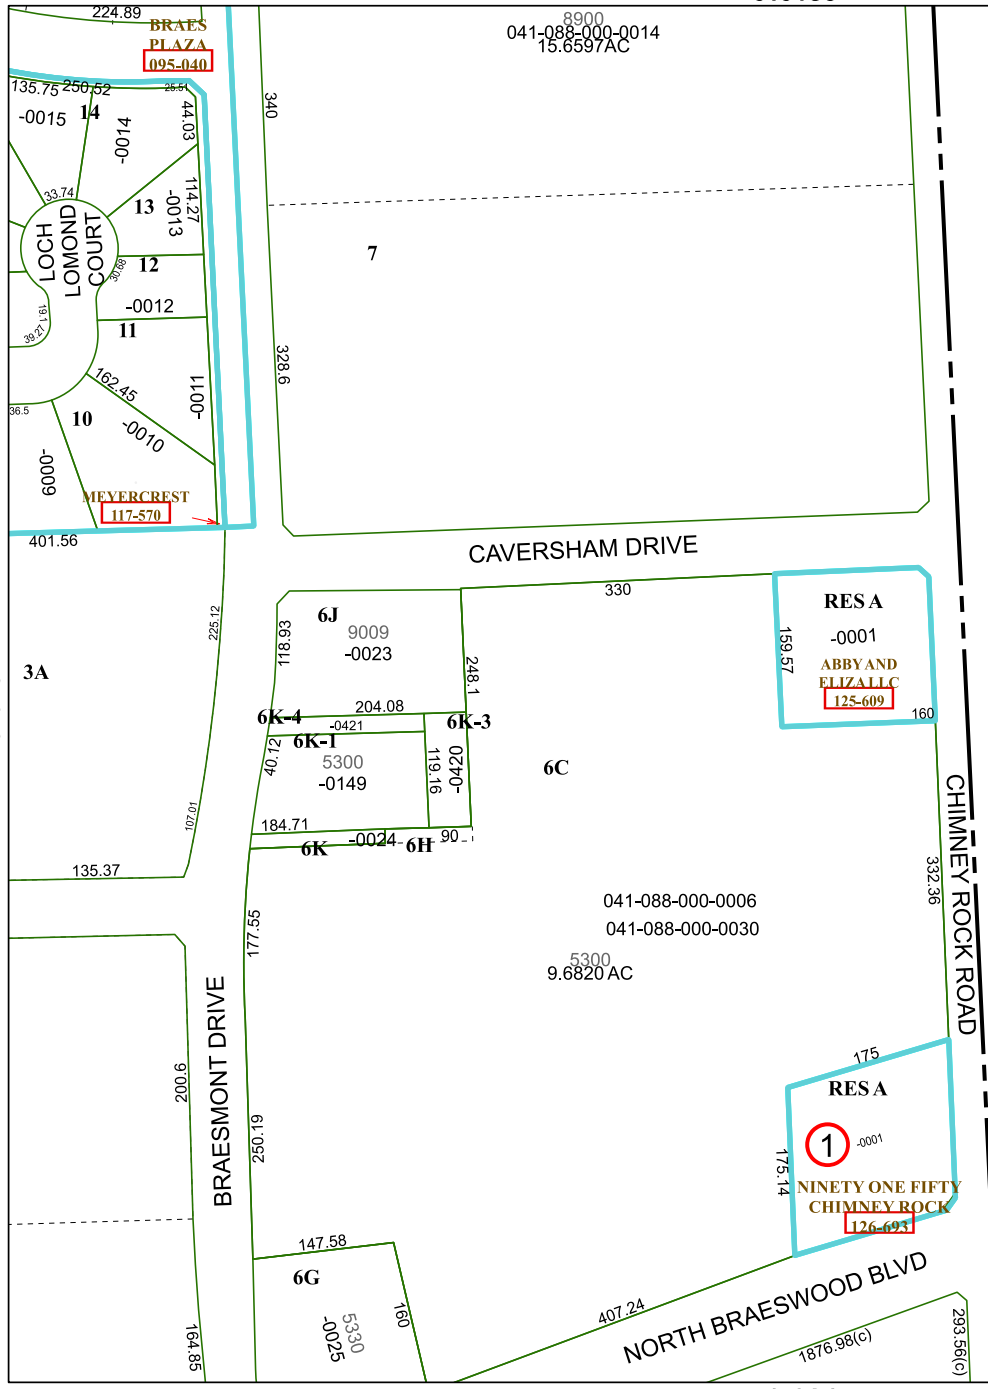 224.89
BRAES
PLAZA
095-040
8900
041-088-000-0014
15.6597AC
135.75
250.52
25.51
-0015
14
-0014
44.03
340
33.74
13
114.27
-0013
LOCH
LOMOND
COURT
30.68
12
-0012
7
19.1
39.27
11
328.6
162.45
-0011
36.5
10
-0010
-0009
MEYERCREST
117-570
401.56
CAVERSHAM DRIVE
330
225.12
6J
9009
-0023
118.93
RES A
-0001
159.57
ABBY AND
ELIZA LLC
125-609
160
3A
248.1
204.08
6K-4
-0421
6K-3
6K-1
40.12
5300
-0149
119.16
-0420
6C
107.01
184.71
-0024
90
6K
6H
135.37
CHIMNEY ROCK ROAD
332.36
041-088-000-0006
041-088-000-0030
5300
9.6820 AC
177.55
BRAESMONT DRIVE
200.6
250.19
175
RES A
1
-0001
175.14
NINETY ONE FIFTY
CHIMNEY ROCK
126-693
147.58
6G
5330
-0025
160
407.24
NORTH BRAESWOOD BLVD
164.85
1876.98(c)
293.56(c)